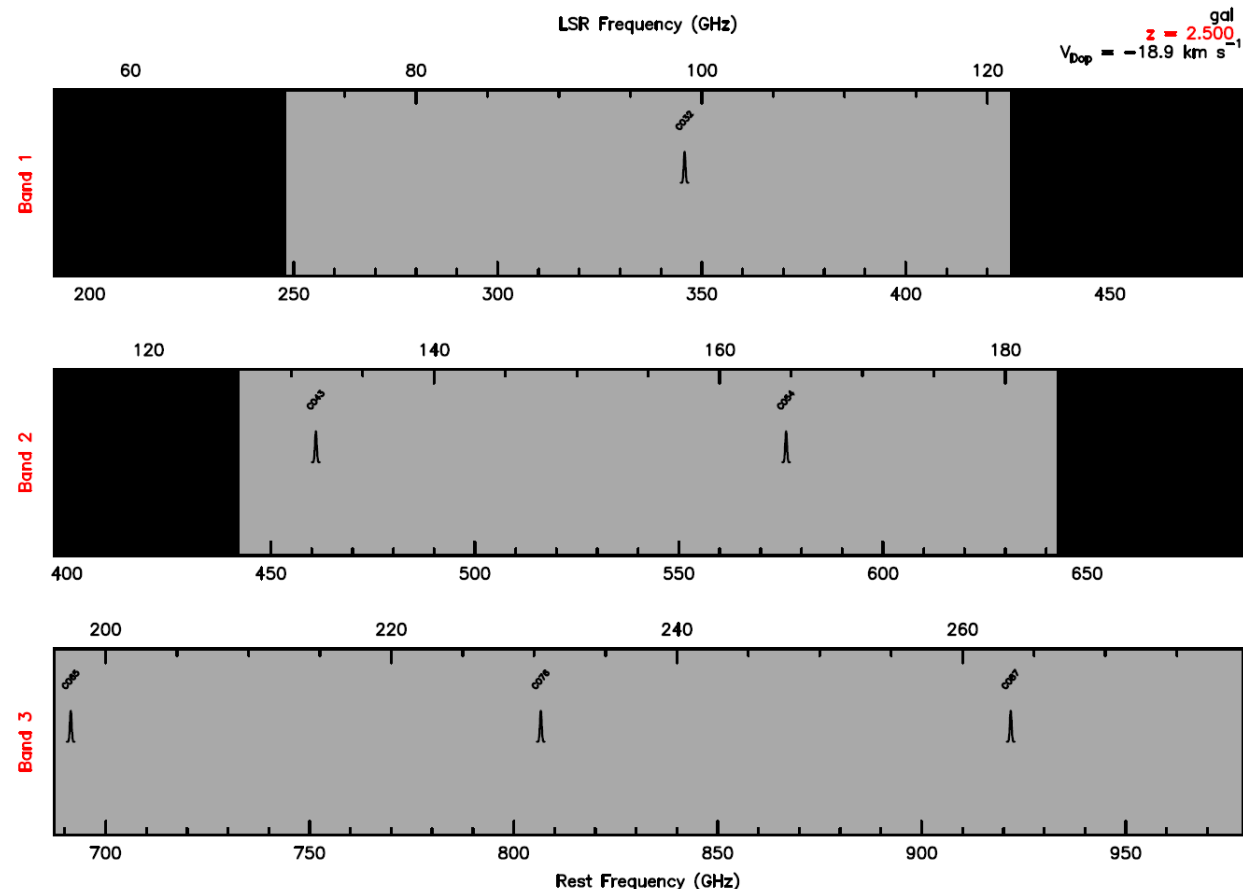 LSR Frequency (GHz)
gal
z = 2.500
V_Dop = −18.9 km s⁻¹
60 80 100 120
CO32
Band 1
200 250 300 350 400 450
120 140 160 180
CO43 CO54
Band 2
400 450 500 550 600 650
200 220 240 260
CO65 CO76 CO87
Band 3
700 750 800 850 900 950
Rest Frequency (GHz)